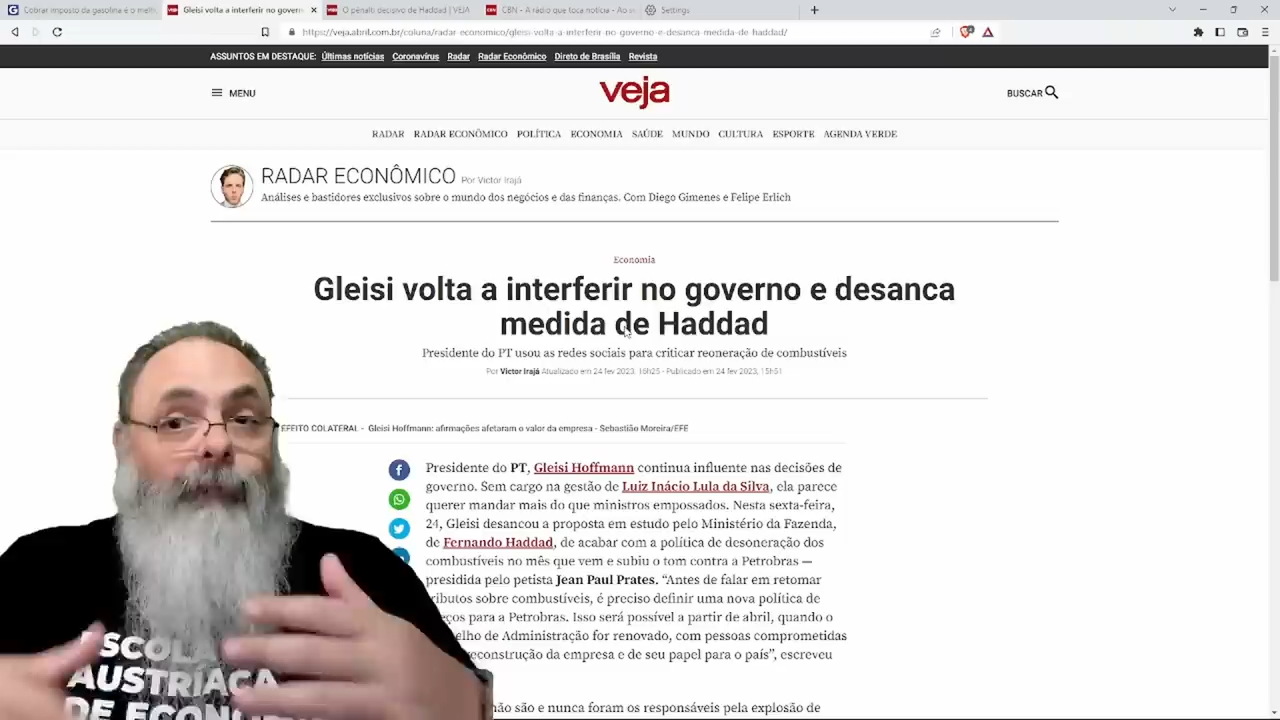 Cobrar imposto da gasolina é o melh
Gleisi volta a interferir no govern
O pênalti decisivo de Haddad | VEJA
CBN - A rádio que toca notícia - Ao
Settings
https://veja.abril.com.br/coluna/radar-economico/gleisi-volta-a-interferir-no-governo-e-desanca-medida-de-haddad/
ASSUNTOS EM DESTAQUE: Últimas notícias Coronavírus Radar Radar Econômico Direto de Brasília Revista
MENU
veja
BUSCAR
RADAR RADAR ECONÔMICO POLÍTICA ECONOMIA SAÚDE MUNDO CULTURA ESPORTE AGENDA VERDE
RADAR ECONÔMICO Por Victor Irajá
Análises e bastidores exclusivos sobre o mundo dos negócios e das finanças. Com Diego Gimenes e Felipe Erlich
Economia
Gleisi volta a interferir no governo e desanca
medida de Haddad
Presidente do PT usou as redes sociais para criticar reoneração de combustíveis
Por Victor Irajá Atualizado em 24 fev 2023, 16h25 - Publicado em 24 fev 2023, 15h51
EFEITO COLATERAL - Gleisi Hoffmann: afirmações afetaram o valor da empresa - Sebastião Moreira/EFE
Presidente do PT, Gleisi Hoffmann continua influente nas decisões de
governo. Sem cargo na gestão de Luiz Inácio Lula da Silva, ela parece
querer mandar mais do que ministros empossados. Nesta sexta-feira,
24, Gleisi desancou a proposta em estudo pelo Ministério da Fazenda,
de Fernando Haddad, de acabar com a política de desoneração dos
combustíveis no mês que vem e subiu o tom contra a Petrobras —
presidida pelo petista Jean Paul Prates. “Antes de falar em retomar
ributos sobre combustíveis, é preciso definir uma nova política de
eços para a Petrobras. Isso será possível a partir de abril, quando o
elho de Administração for renovado, com pessoas comprometidas
reconstrução da empresa e de seu papel para o país”, escreveu
não são e nunca foram os responsáveis pela explosão de
SCOLA
AUSTRÍACA
DE ECONO